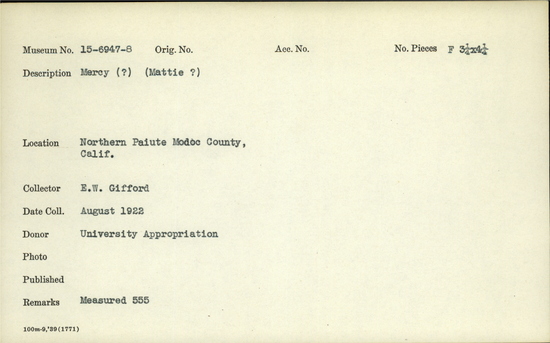 Museum No. 15-6947-8 Orig. No. Acc. No. No. Pieces F 3¼x4¼
Description Mercy (?) (Mattie ?)
Location Northern Paiute Modoc County,
Calif.
Collector E.W. Gifford
Date Coll. August 1922
Donor University Appropriation
Photo
Published
Remarks Measured 555
100m-9,'39(1771)